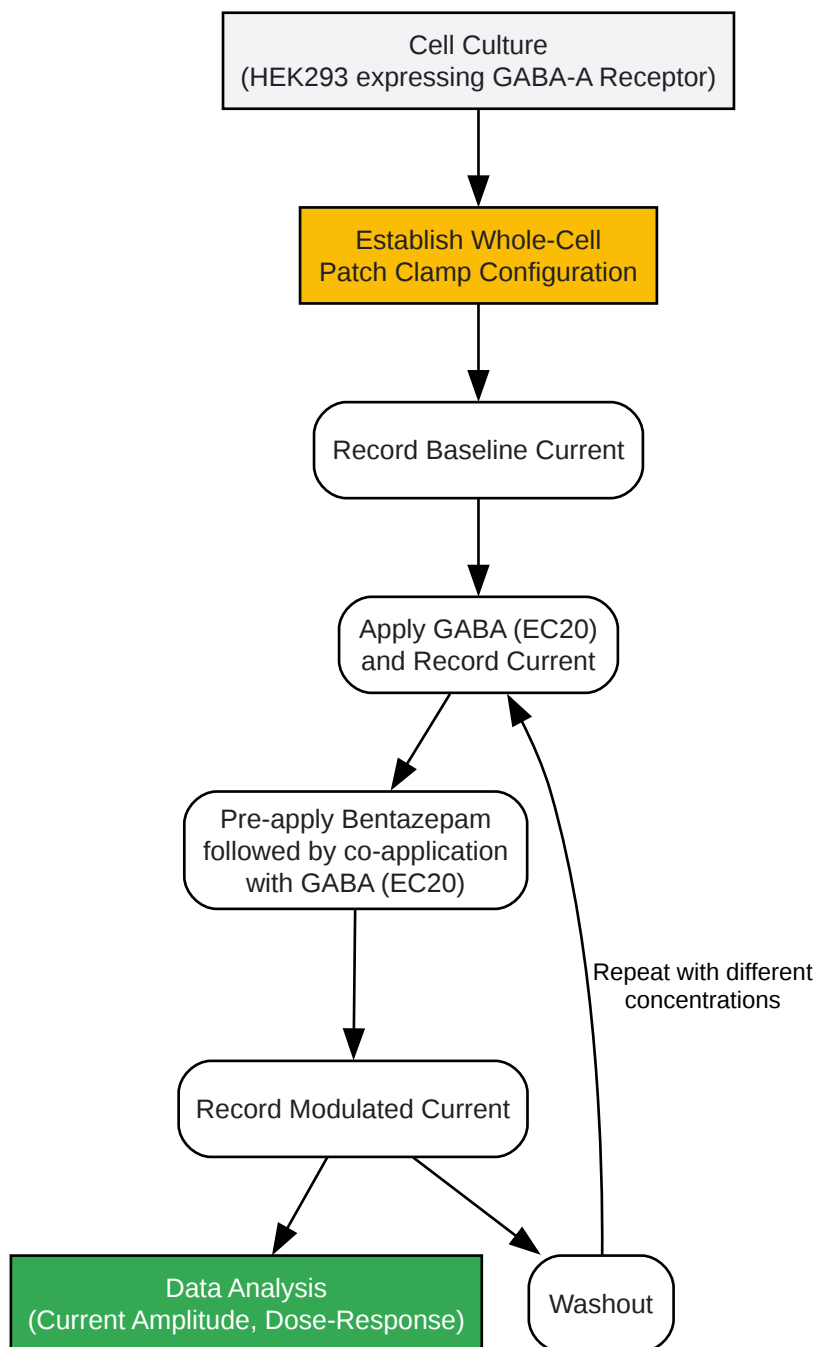 Cell Culture
(HEK293 expressing GABA-A Receptor)
Establish Whole-Cell
Patch Clamp Configuration
Record Baseline Current
Apply GABA (EC20)
and Record Current
Pre-apply Bentazepam
followed by co-application
with GABA (EC20)
Repeat with different
concentrations
Record Modulated Current
Data Analysis
(Current Amplitude, Dose-Response)
Washout